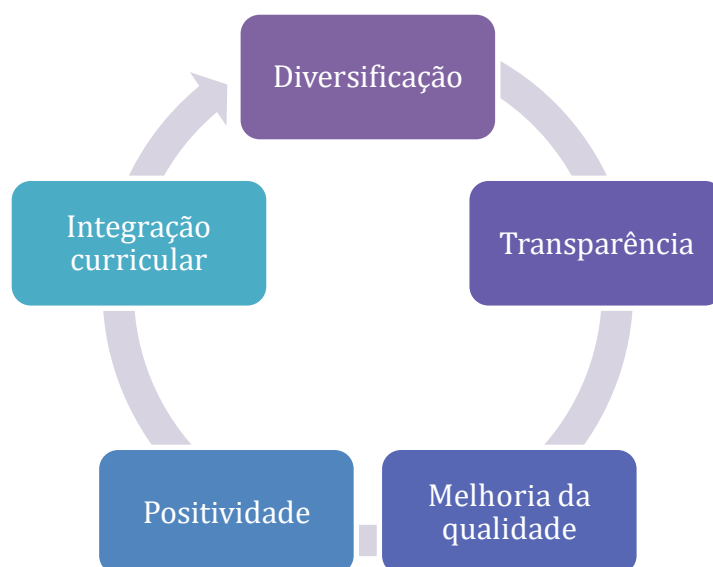 Diversificação
Transparência
Melhoria da
qualidade
Positividade
Integração
curricular